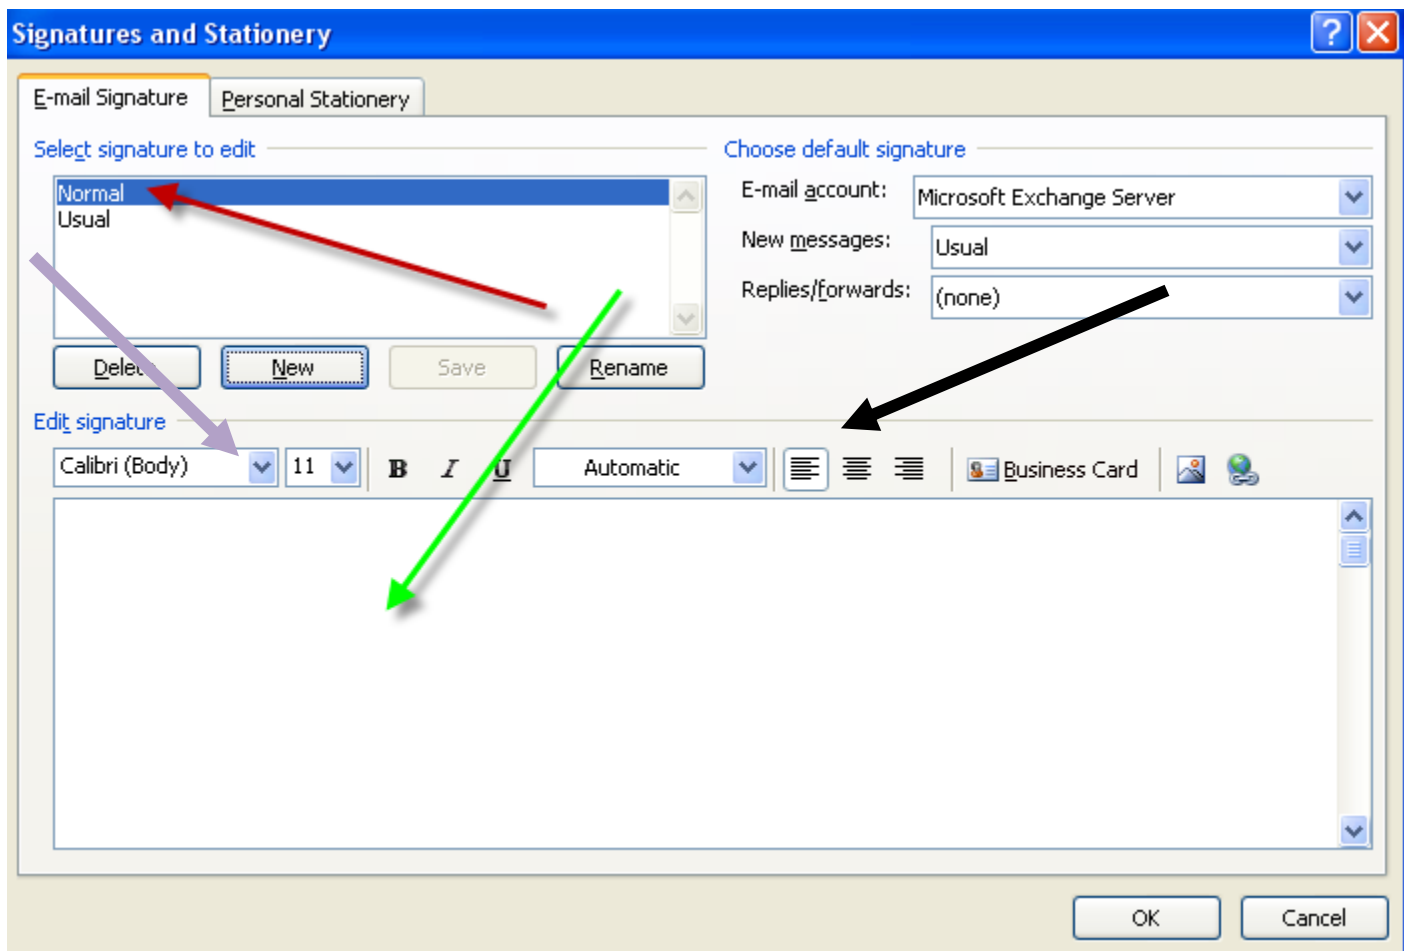 Signatures and Stationery
E-mail Signature
Personal Stationery
Select signature to edit
Normal
Usual
Delete
New
Save
Rename
Choose default signature
E-mail account:
Microsoft Exchange Server
New messages:
Usual
Replies/forwards:
(none)
Edit signature
Calibri (Body)
11
B
I
U
Automatic
Business Card
OK
Cancel